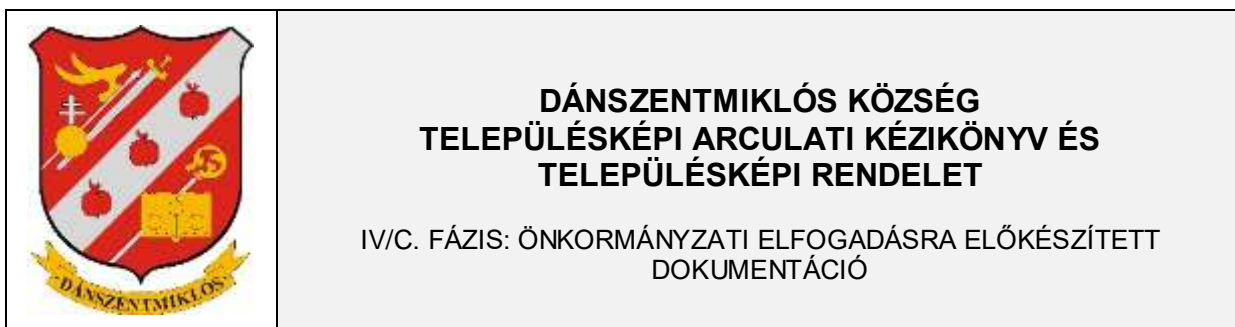 DÁNSZENTMIKLÓS KÖZSÉG
TELEPÜLÉSKÉPI ARCULATI KÉZIKÖNYV ÉS
TELEPÜLÉSKÉPI RENDELET
IV/C. FÁZIS: ÖNKORMÁNYZATI ELFOGADÁSRA ELŐKÉSZÍTETT
DOKUMENTÁCIÓ
DÁNSZENTMIKLÓS